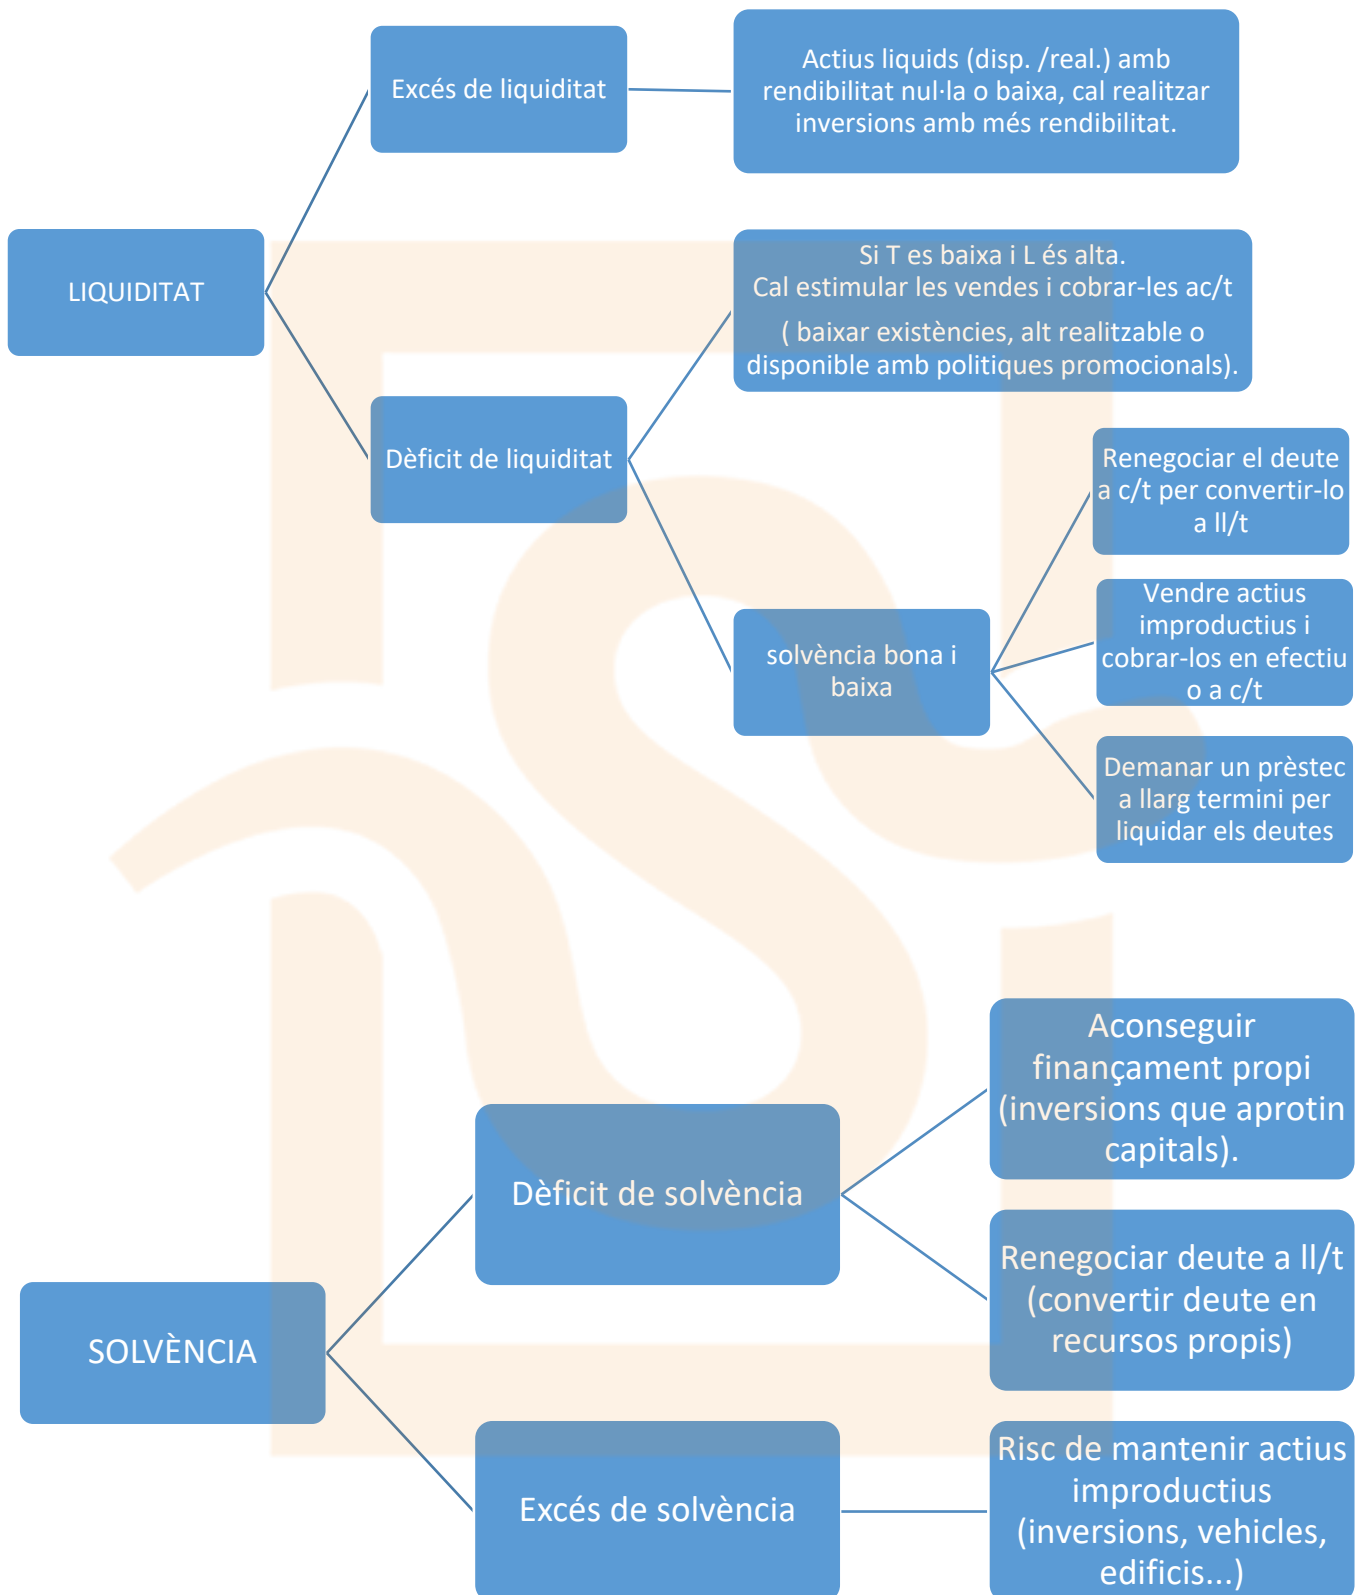 Excés de liquiditat
Actius liquids (disp. /real.) amb
rendibilitat nul·la o baixa, cal realitzar
inversions amb més rendibilitat.
LIQUIDITAT
Si T es baixa i L és alta.
Cal estimular les vendes i cobrar-les ac/t
( baixar existències, alt realitzable o
disponible amb politiques promocionals).
Dèficit de liquiditat
Renegociar el deute
a c/t per convertir-lo
a ll/t
Vendre actius
improductius i
cobrar-los en efectiu
o a c/t
solvència bona i
baixa
Demanar un prèstec
a llarg termini per
liquidar els deutes
Aconseguir
finançament propi
(inversions que aprotin
capitals).
Dèficit de solvència
Renegociar deute a ll/t
(convertir deute en
recursos propis)
SOLVÈNCIA
Excés de solvència
Risc de mantenir actius
improductius
(inversions, vehicles,
edificis...)